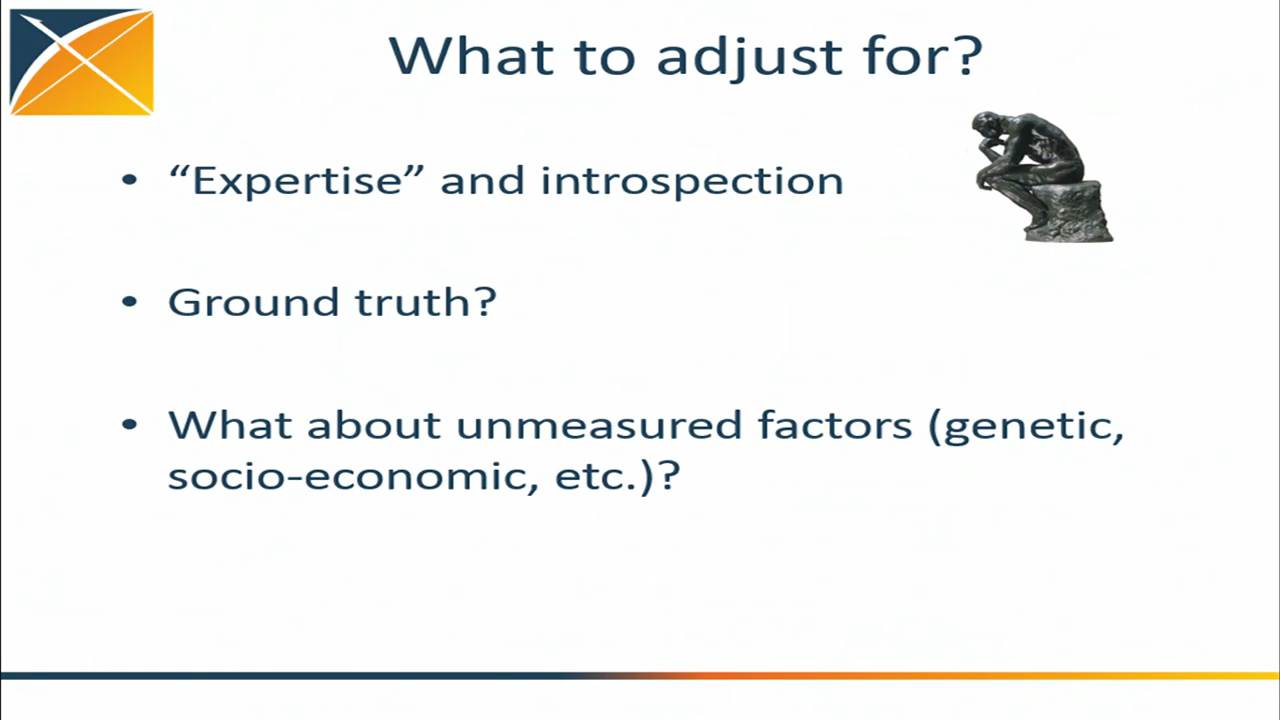 What to adjust for?
• “Expertise” and introspection
• Ground truth?
• What about unmeasured factors (genetic,
socio-economic, etc.)?